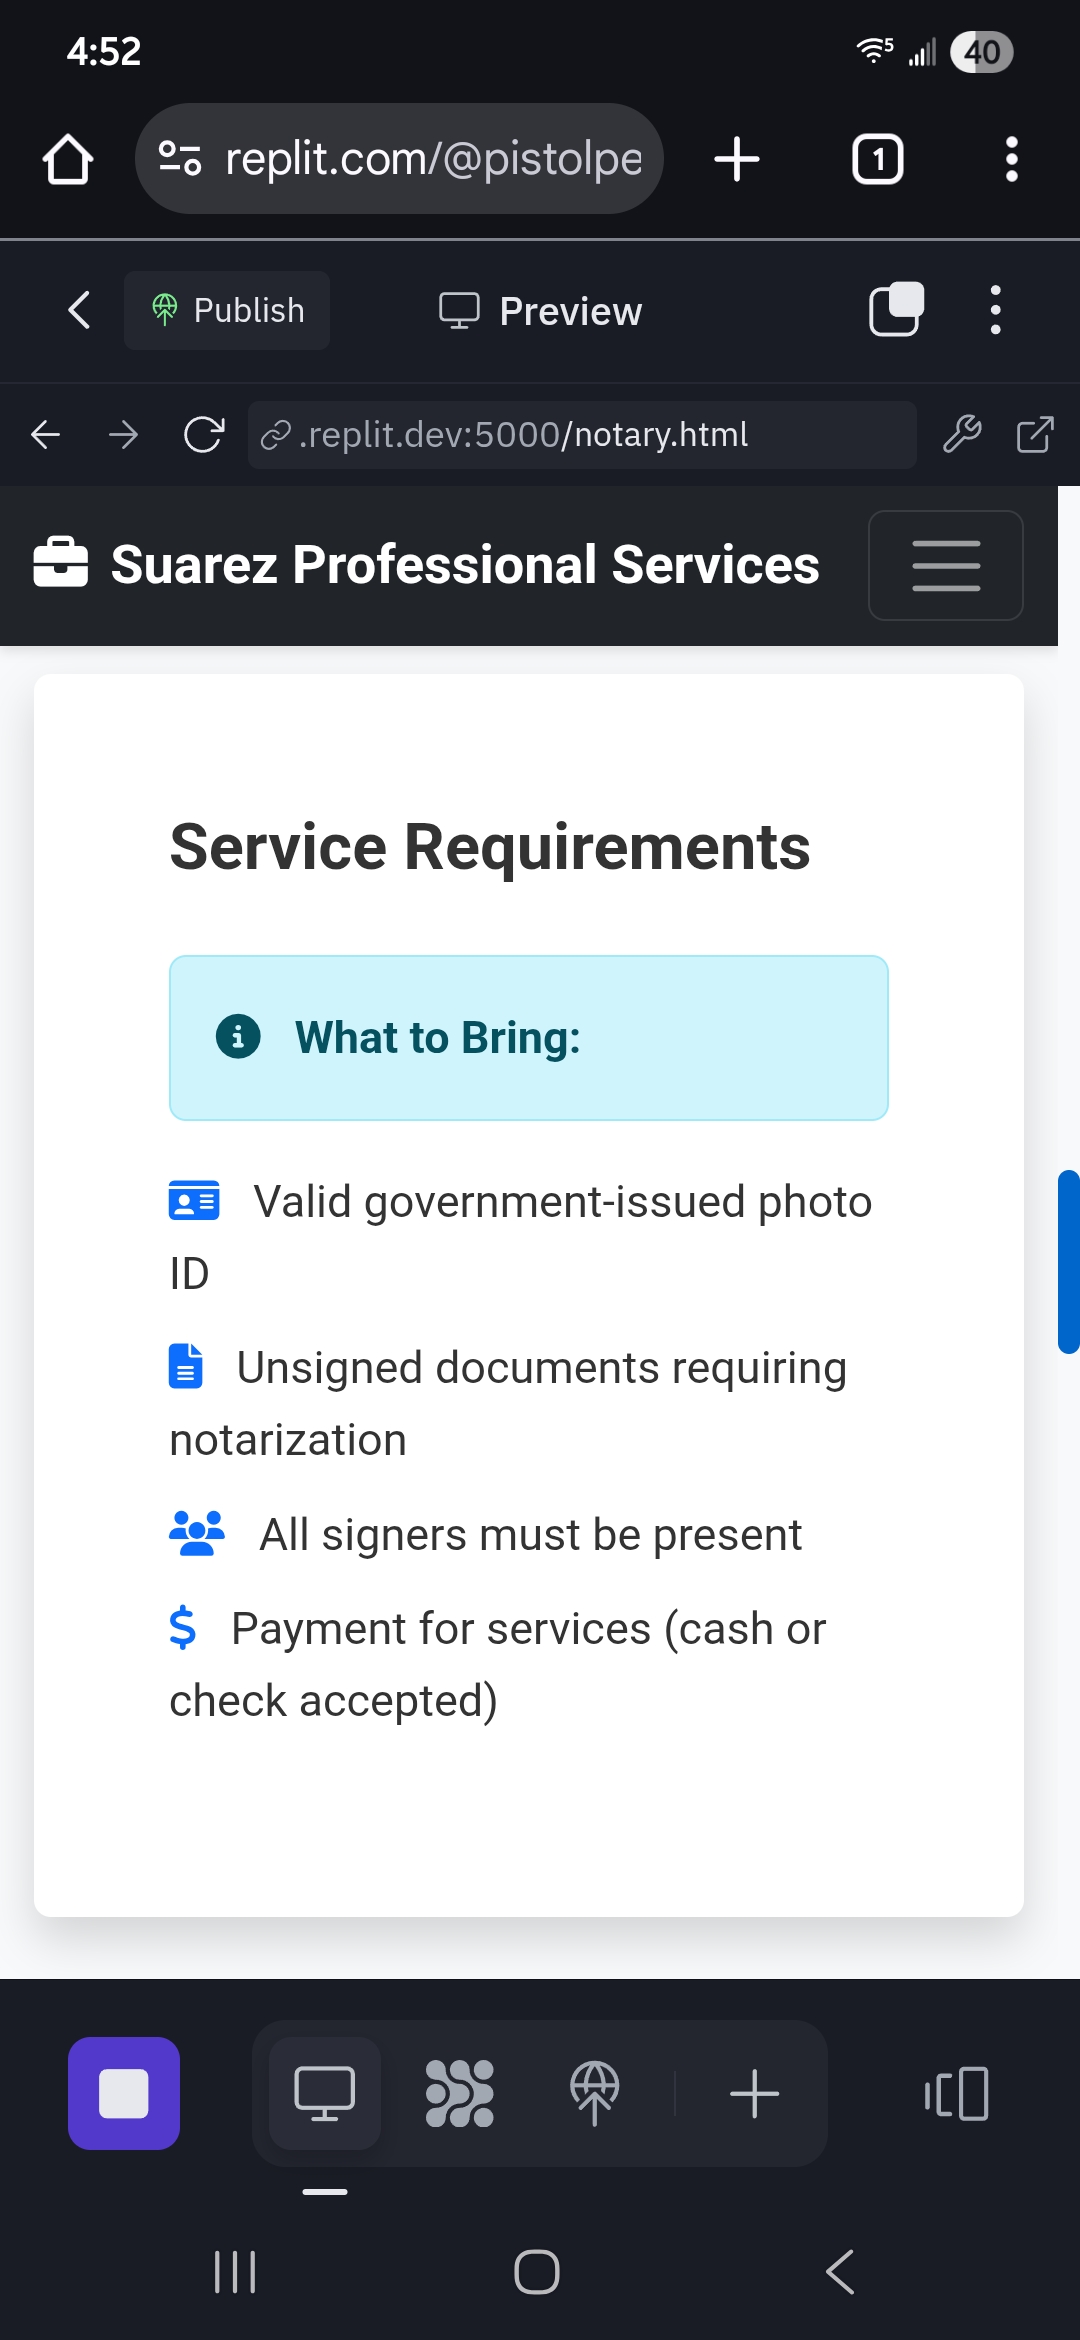 4:52
5
40
replit.com/@pistolpe
1
Publish
Preview
.replit.dev:5000/notary.html
Suarez Professional Services
Service Requirements
What to Bring:
Valid government-issued photo
ID
Unsigned documents requiring
notarization
All signers must be present
Payment for services (cash or
check accepted)